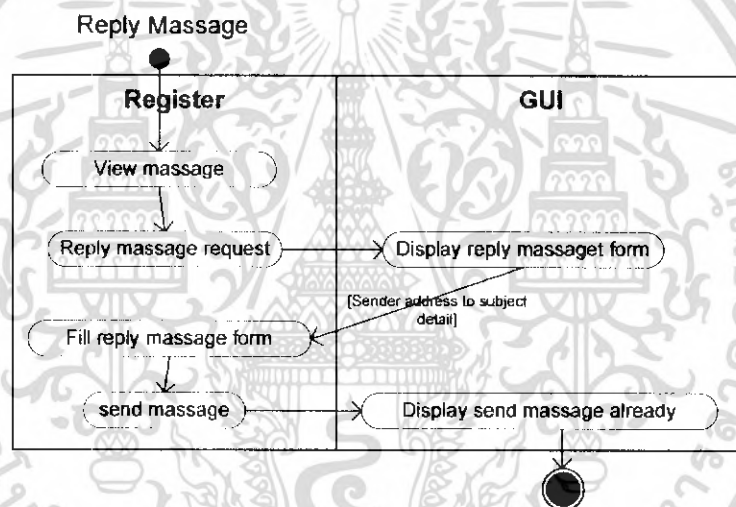 Reply Massage
Register
GUI
View massage
Reply massage request
Display reply massaget form
[Sender address to subject
detail]
Fill reply massage form
send massage
Display send massage already